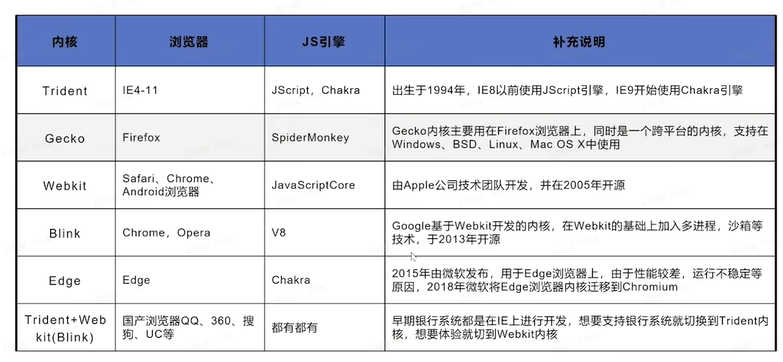 内核 浏览器 JS引擎 补充说明
Trident IE4-11 JScript，Chakra 出生于1994年，IE8以前使用JScript引擎，IE9开始使用Chakra引擎
Gecko Firefox SpiderMonkey Gecko内核主要用在Firefox浏览器上，同时是一个跨平台的内核，支持在
Windows、BSD、Linux、Mac OS X中使用
Webkit Safari、Chrome、
Android浏览器 JavaScriptCore 由Apple公司技术团队开发，并在2005年开源
Blink Chrome，Opera V8 Google基于Webkit开发的内核，在Webkit的基础上加入多进程，沙箱等
技术，于2013年开源
Edge Edge Chakra 2015年由微软发布，用于Edge浏览器上，由于性能较差，运行不稳定等
原因，2018年微软将Edge浏览器内核迁移到Chromium
Trident+Web
kit(Blink) 国产浏览器QQ、360、搜
狗、UC等 都有都有 早期银行系统都是在IE上进行开发，想要支持银行系统就切换到Trident内
核，想要体验就切到Webkit内核